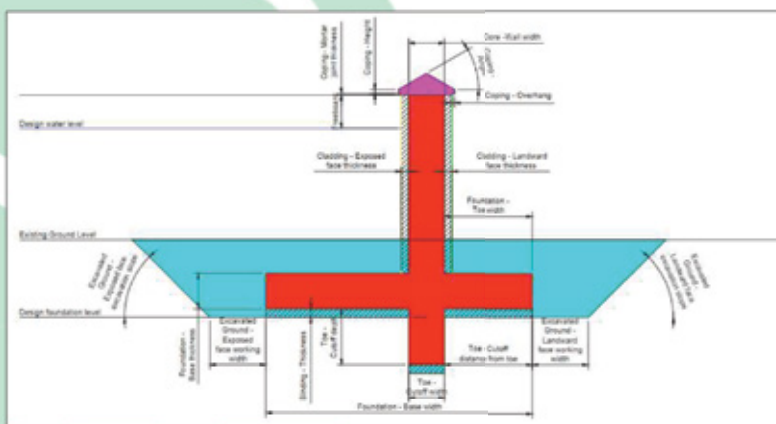 Coping - Mortar
joint thickness
Coping - Height
Core - Wall width
Coping -
Angle
Coping - Overhang
Freeboard
Design water level
Cladding - Exposed
face thickness
Cladding - Landward
face thickness
Foundation -
Toe width
Existing Ground Level
Excavated
Ground -
Exposed face
excavation slope
Excavated
Ground -
Landward face
excavation slope
Design foundation level
Foundation -
Base thickness
Excavated
Ground -
Exposed
face working
width
Blinding - Thickness
Toe -
Cutoff depth
Toe - Cutoff
distance from toe
Excavated
Ground -
Landward
face working
width
Toe -
Cutoff width
Foundation - Base width